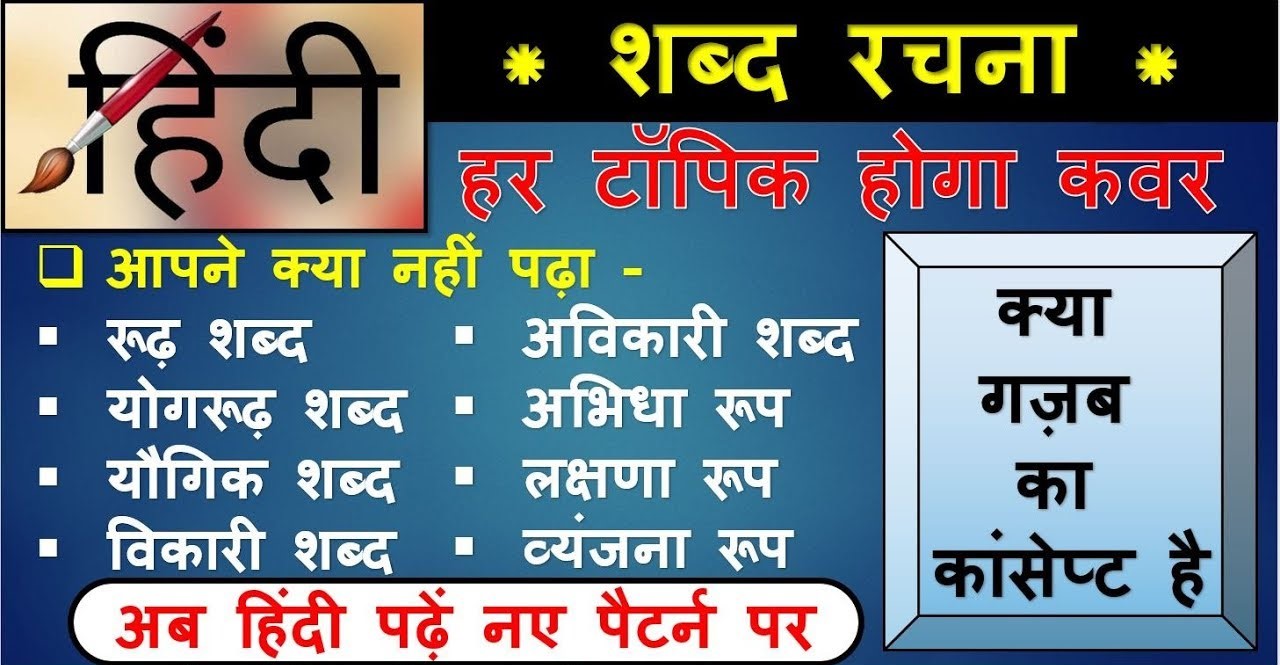 हिंदी
* शब्द रचना *
हर टॉपिक होगा कवर
❑ आपने क्या नहीं पढ़ा -
▪ रूढ़ शब्द
▪ योगरूढ़ शब्द
▪ यौगिक शब्द
▪ विकारी शब्द
▪ अविकारी शब्द
▪ अभिधा रूप
▪ लक्षणा रूप
▪ व्यंजना रूप
क्या
गज़ब
का
कांसेप्ट है
अब हिंदी पढ़ें नए पैटर्न पर